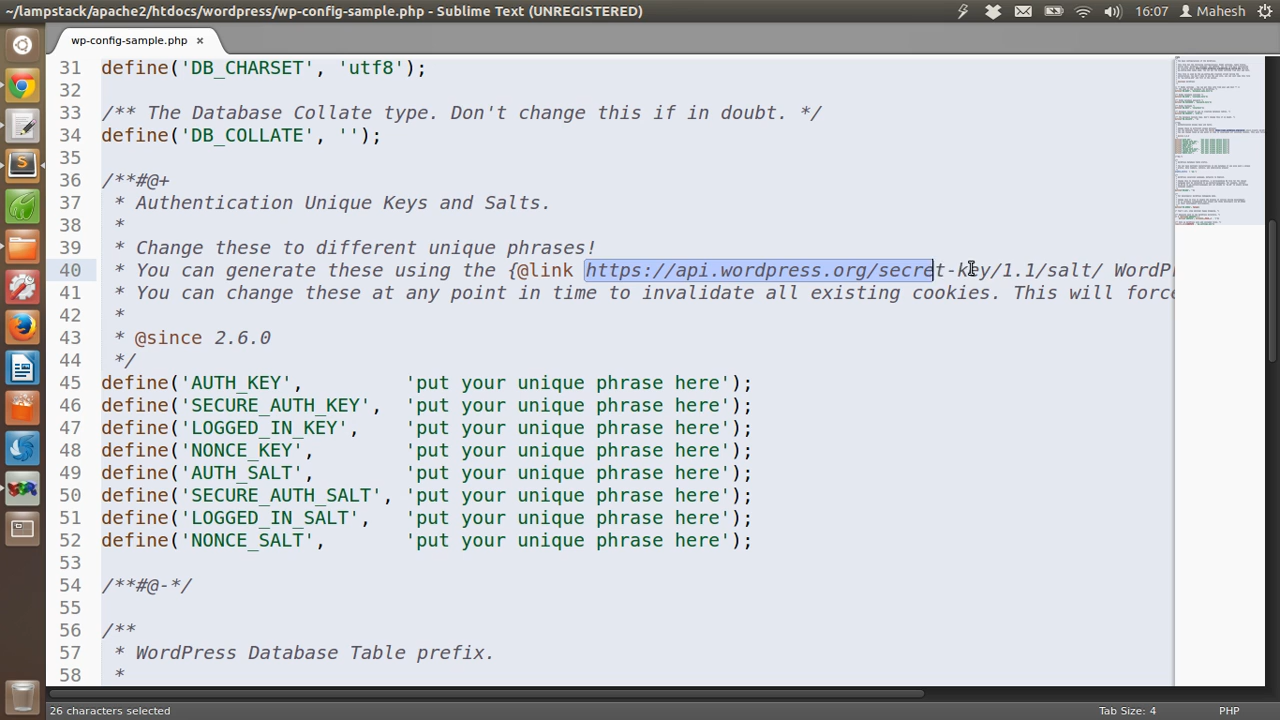 ~/lampstack/apache2/htdocs/wordpress/wp-config-sample.php - Sublime Text (UNREGISTERED) 16:07 Mahesh
wp-config-sample.php ×
31 define('DB_CHARSET', 'utf8');
32
33 /** The Database Collate type. Don't change this if in doubt. */
34 define('DB_COLLATE', '');
35
36 /**#@+
37 * Authentication Unique Keys and Salts.
38 *
39 * Change these to different unique phrases!
40 * You can generate these using the {@link https://api.wordpress.org/secret-key/1.1/salt/ WordP
41 * You can change these at any point in time to invalidate all existing cookies. This will force
42 *
43 * @since 2.6.0
44 */
45 define('AUTH_KEY', 'put your unique phrase here');
46 define('SECURE_AUTH_KEY', 'put your unique phrase here');
47 define('LOGGED_IN_KEY', 'put your unique phrase here');
48 define('NONCE_KEY', 'put your unique phrase here');
49 define('AUTH_SALT', 'put your unique phrase here');
50 define('SECURE_AUTH_SALT', 'put your unique phrase here');
51 define('LOGGED_IN_SALT', 'put your unique phrase here');
52 define('NONCE_SALT', 'put your unique phrase here');
53
54 /**#@-*/
55
56 /**
57 * WordPress Database Table prefix.
58 *
26 characters selected Tab Size: 4 PHP